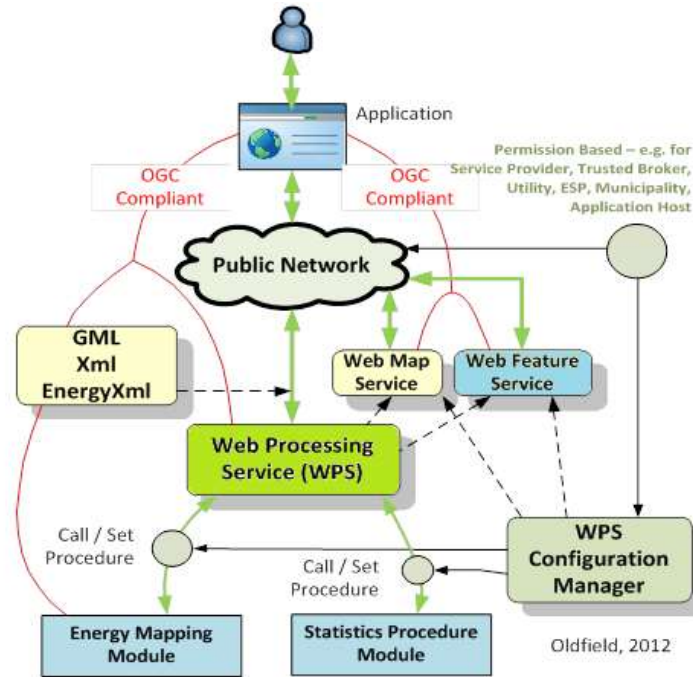 Application
Permission Based – e.g. for
Service Provider, Trusted Broker,
Utility, ESP, Municipality,
Application Host
OGC
Compliant
OGC
Compliant
Public Network
GML
Xml
EnergyXml
Web Map
Service
Web Feature
Service
Web Processing
Service (WPS)
Call / Set
Procedure
Call / Set
Procedure
WPS
Configuration
Manager
Energy Mapping
Module
Statistics Procedure
Module
Oldfield, 2012